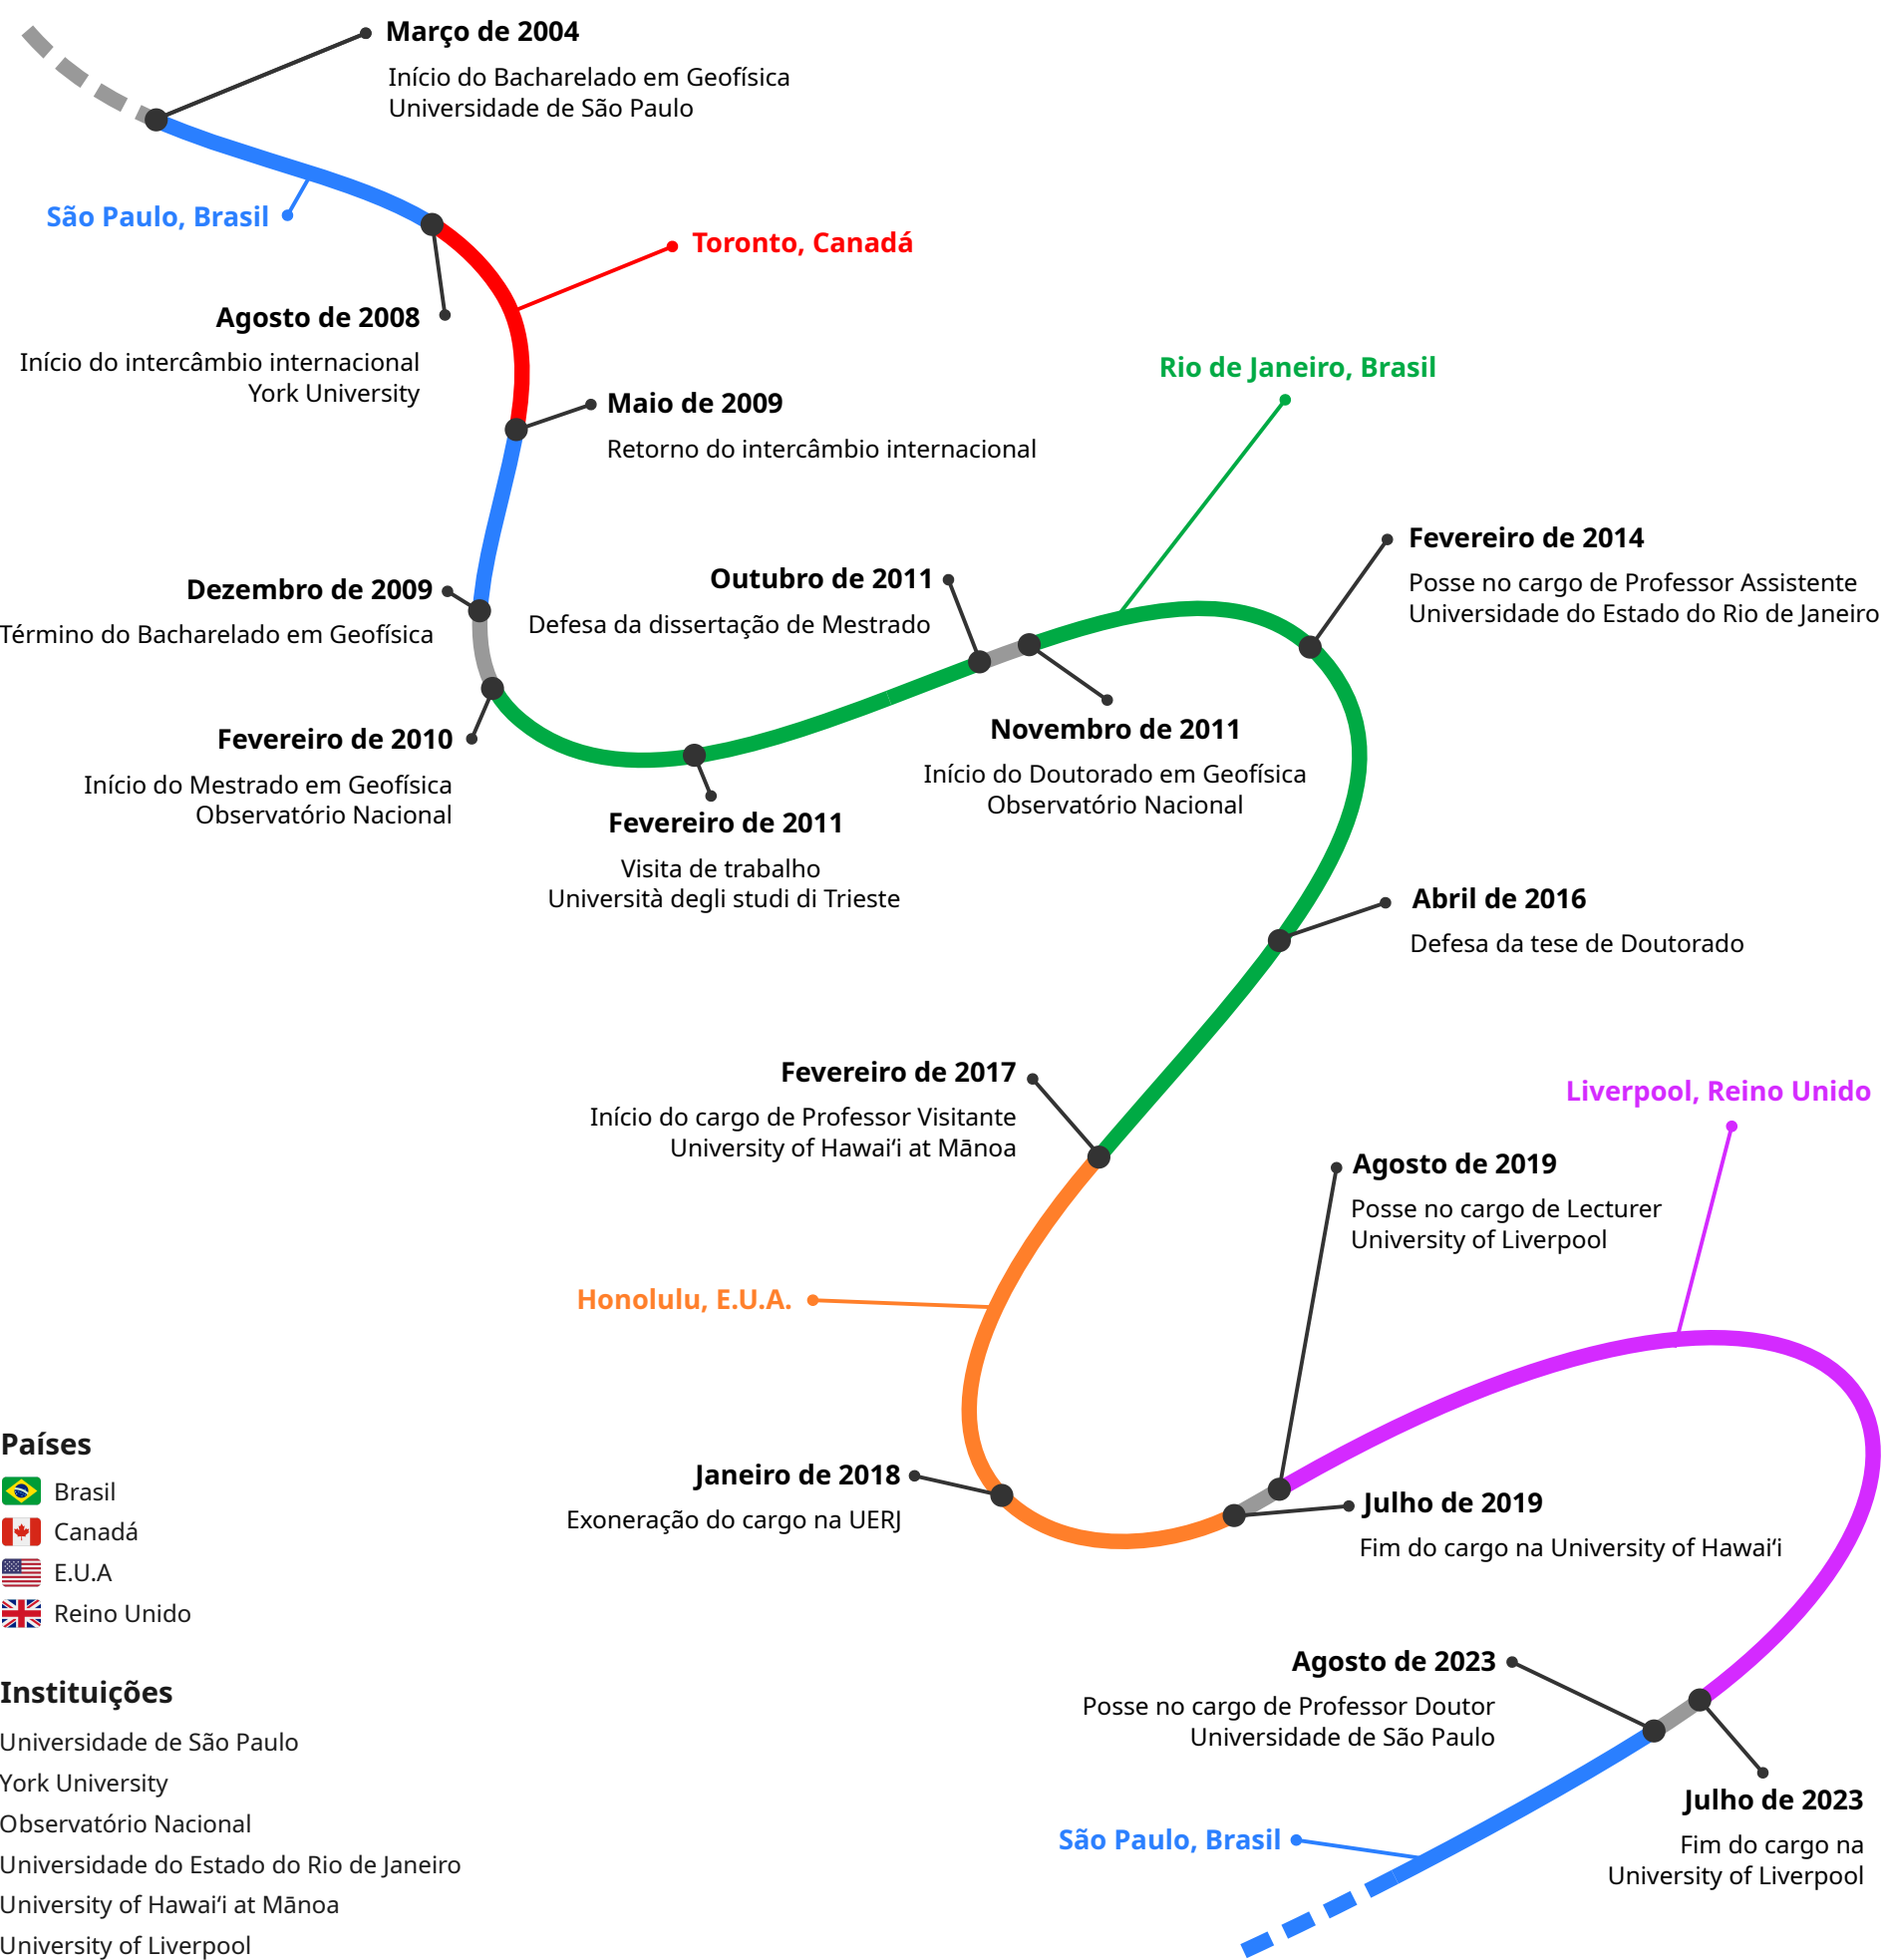 Março de 2004
Início do Bacharelado em Geofísica
Universidade de São Paulo
São Paulo, Brasil
Toronto, Canadá
Agosto de 2008
Início do intercâmbio internacional
York University
Maio de 2009
Retorno do intercâmbio internacional
Rio de Janeiro, Brasil
Dezembro de 2009
Término do Bacharelado em Geofísica
Outubro de 2011
Defesa da dissertação de Mestrado
Fevereiro de 2014
Posse no cargo de Professor Assistente
Universidade do Estado do Rio de Janeiro
Fevereiro de 2010
Início do Mestrado em Geofísica
Observatório Nacional
Novembro de 2011
Início do Doutorado em Geofísica
Observatório Nacional
Fevereiro de 2011
Visita de trabalho
Università degli studi di Trieste
Abril de 2016
Defesa da tese de Doutorado
Fevereiro de 2017
Início do cargo de Professor Visitante
University of Hawaiʻi at Mānoa
Liverpool, Reino Unido
Agosto de 2019
Posse no cargo de Lecturer
University of Liverpool
Honolulu, E.U.A.
Janeiro de 2018
Exoneração do cargo na UERJ
Julho de 2019
Fim do cargo na University of Hawaiʻi
Países
Brasil
Canadá
E.U.A
Reino Unido
Agosto de 2023
Posse no cargo de Professor Doutor
Universidade de São Paulo
Julho de 2023
Fim do cargo na
University of Liverpool
São Paulo, Brasil
Instituições
Universidade de São Paulo
York University
Observatório Nacional
Universidade do Estado do Rio de Janeiro
University of Hawaiʻi at Mānoa
University of Liverpool